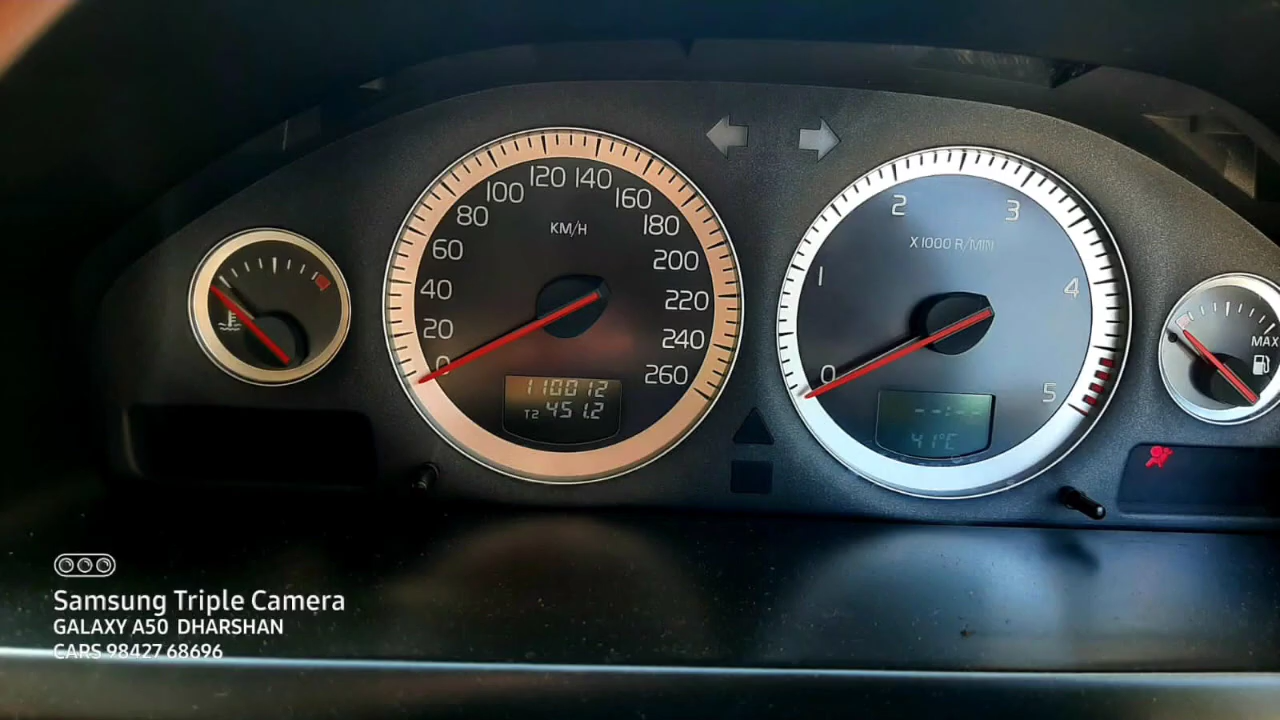 0
20
40
60
80
100
120
140
160
180
200
220
240
260
KM/H
110012
T2 451.2
0
1
2
3
4
5
X1000 R/MIN
--:--
41°C
MAX
Samsung Triple Camera
GALAXY A50 DHARSHAN
CARS 98427 68696